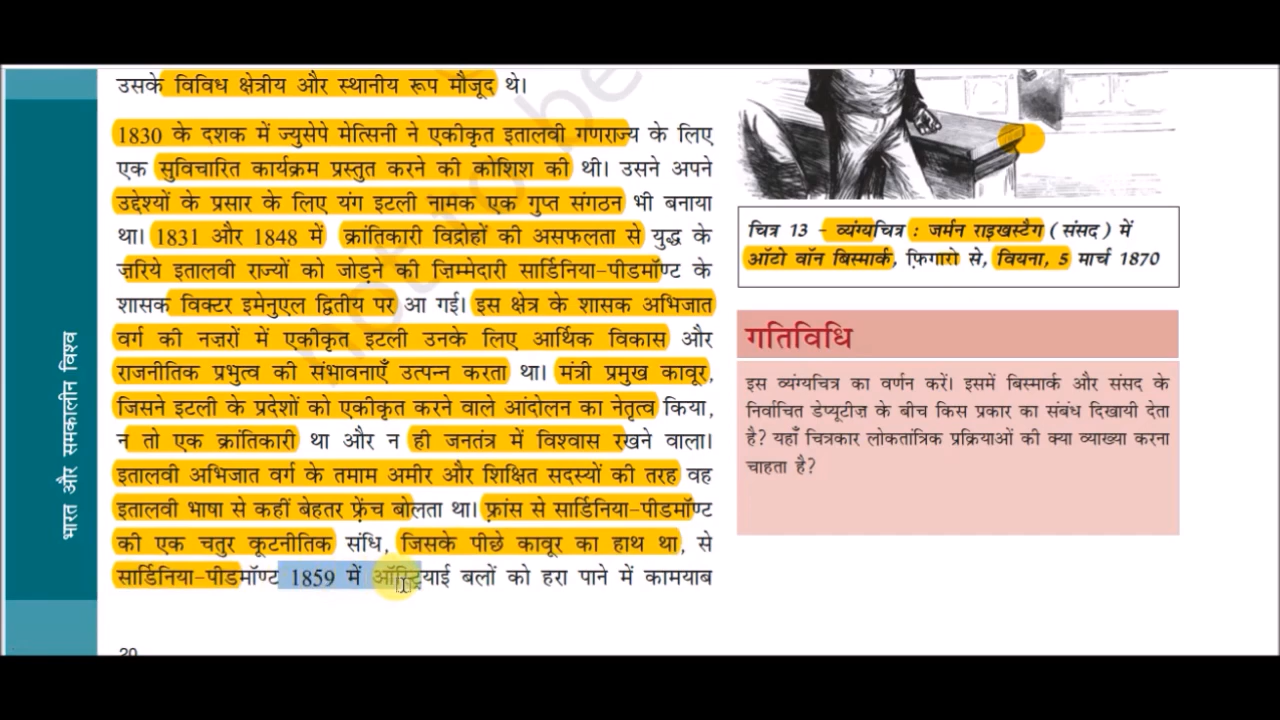 उसके विविध क्षेत्रीय और स्थानीय रूप मौजूद थे।
1830 के दशक में ज्युसेपे मेत्सिनी ने एकीकृत इतालवी गणराज्य के लिए
एक सुविचारित कार्यक्रम प्रस्तुत करने की कोशिश की थी। उसने अपने
उद्देश्यों के प्रसार के लिए यंग इटली नामक एक गुप्त संगठन भी बनाया
था। 1831 और 1848 में क्रांतिकारी विद्रोहों की असफलता से युद्ध के
ज़रिये इतालवी राज्यों को जोड़ने की ज़िम्मेदारी सार्डिनिया-पीडमॉण्ट के
शासक विक्टर इमेनुएल द्वितीय पर आ गई। इस क्षेत्र के शासक अभिजात
वर्ग की नज़रों में एकीकृत इटली उनके लिए आर्थिक विकास और
राजनीतिक प्रभुत्व की संभावनाएँ उत्पन्न करता था। मंत्री प्रमुख कावूर,
जिसने इटली के प्रदेशों को एकीकृत करने वाले आंदोलन का नेतृत्व किया,
न तो एक क्रांतिकारी था और न ही जनतंत्र में विश्वास रखने वाला।
इतालवी अभिजात वर्ग के तमाम अमीर और शिक्षित सदस्यों की तरह वह
इतालवी भाषा से कहीं बेहतर फ़्रेंच बोलता था। फ़्रांस से सार्डिनिया-पीडमॉण्ट
की एक चतुर कूटनीतिक संधि, जिसके पीछे कावूर का हाथ था, से
सार्डिनिया-पीडमॉण्ट 1859 में ऑस्ट्रियाई बलों को हरा पाने में कामयाब
चित्र 13 - व्यंग्यचित्र : जर्मन राइखस्टैग (संसद) में
ऑटो वॉन बिस्मार्क, फ़िगारो से, वियना, 5 मार्च 1870
गतिविधि
इस व्यंग्यचित्र का वर्णन करें। इसमें बिस्मार्क और संसद के
निर्वाचित डेप्यूटीज़ के बीच किस प्रकार का संबंध दिखायी देता
है? यहाँ चित्रकार लोकतांत्रिक प्रक्रियाओं की क्या व्याख्या करना
चाहता है?
भारत और समकालीन विश्व